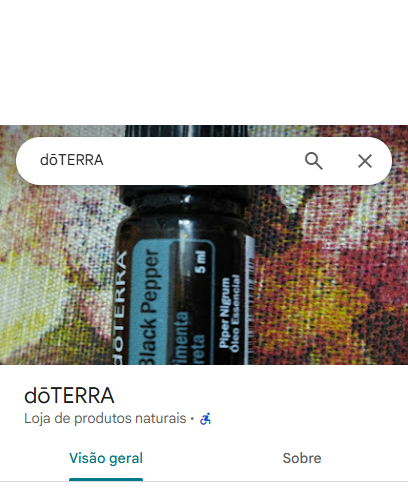 dōTERRA
dōTERRA
Black Pepper
Pimenta
Preta
5 ml
Piper Nigrum
Óleo Essencial
dōTERRA
Loja de produtos naturais •
Visão geral
Sobre